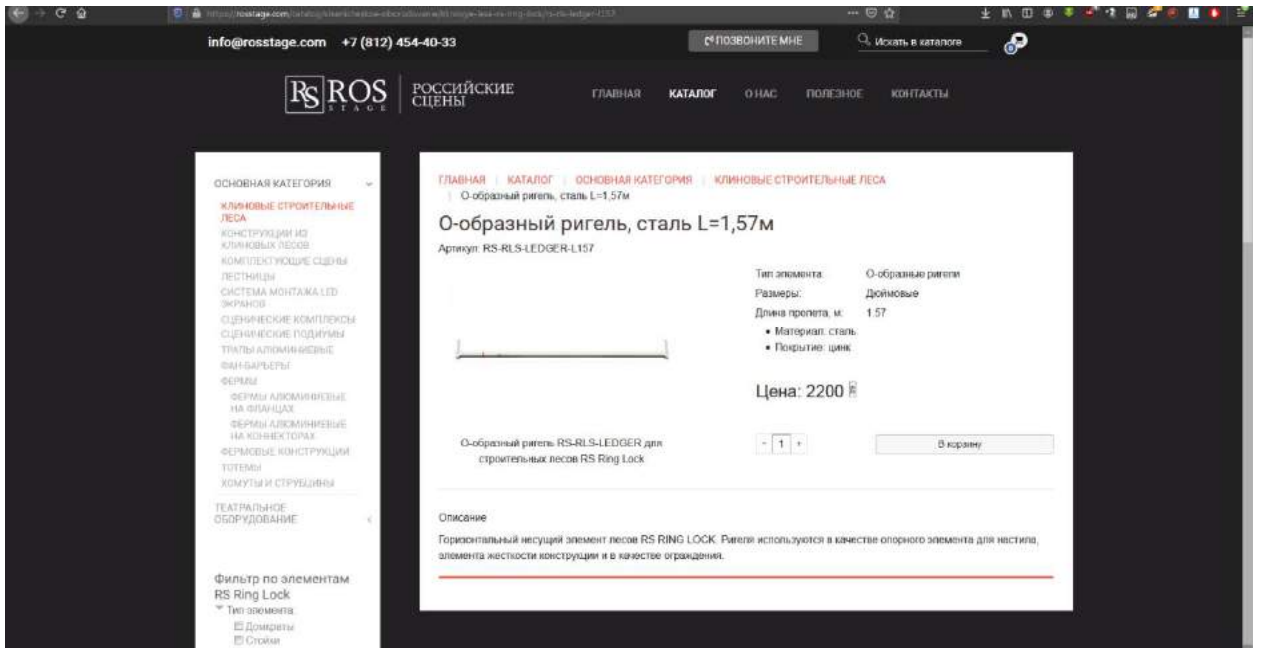 info@rosstage.com +7 (812) 454-40-33
ПОЗВОНИТЕ МНЕ
Искать в каталоге
RS ROS
STAGE
РОССИЙСКИЕ
СЦЕНЫ
ГЛАВНАЯ КАТАЛОГ О НАС ПОЛЕЗНОЕ КОНТАКТЫ
ОСНОВНАЯ КАТЕГОРИЯ
КЛИНОВЫЕ СТРОИТЕЛЬНЫЕ
ЛЕСА
КОНСТРУКЦИИ ИЗ
КЛИНОВЫХ ЛЕСОВ
КОМПЛЕКТУЮЩИЕ СЦЕНЫ
ЛЕСТНИЦЫ
СИСТЕМА МОНТАЖА LED
ЭКРАНОВ
СЦЕНИЧЕСКИЕ КОМПЛЕКСЫ
СЦЕНИЧЕСКИЕ ПОДИУМЫ
ТРАПЫ АЛЮМИНИЕВЫЕ
ФАН-БАРЬЕРЫ
ФЕРМЫ
ФЕРМЫ АЛЮМИНИЕВЫЕ
НА ФЛАНЦАХ
ФЕРМЫ АЛЮМИНИЕВЫЕ
НА КОННЕКТОРАХ
ФЕРМОВЫЕ КОНСТРУКЦИИ
ТОТЕМЫ
ХОМУТЫ И СТРУБЦИНЫ
ТЕАТРАЛЬНОЕ
ОБОРУДОВАНИЕ
Фильтр по элементам
RS Ring Lock
Тип элемента
Домкраты
Стойки
ГЛАВНАЯ | КАТАЛОГ | ОСНОВНАЯ КАТЕГОРИЯ | КЛИНОВЫЕ СТРОИТЕЛЬНЫЕ ЛЕСА
| О-образный ригель, сталь L=1,57м
О-образный ригель, сталь L=1,57м
Артикул: RS-RLS-LEDGER-L157
Тип элемента: О-образные ригели
Размеры: Дюймовые
Длина пролета, м: 1.57
• Материал: сталь
• Покрытие: цинк
Цена: 2200
О-образный ригель RS-RLS-LEDGER для
строительных лесов RS Ring Lock
- 1 +
В корзину
Описание
Горизонтальный несущий элемент лесов RS RING LOCK. Ригели используются в качестве опорного элемента для настила,
элемента жесткости конструкции и в качестве ограждения.